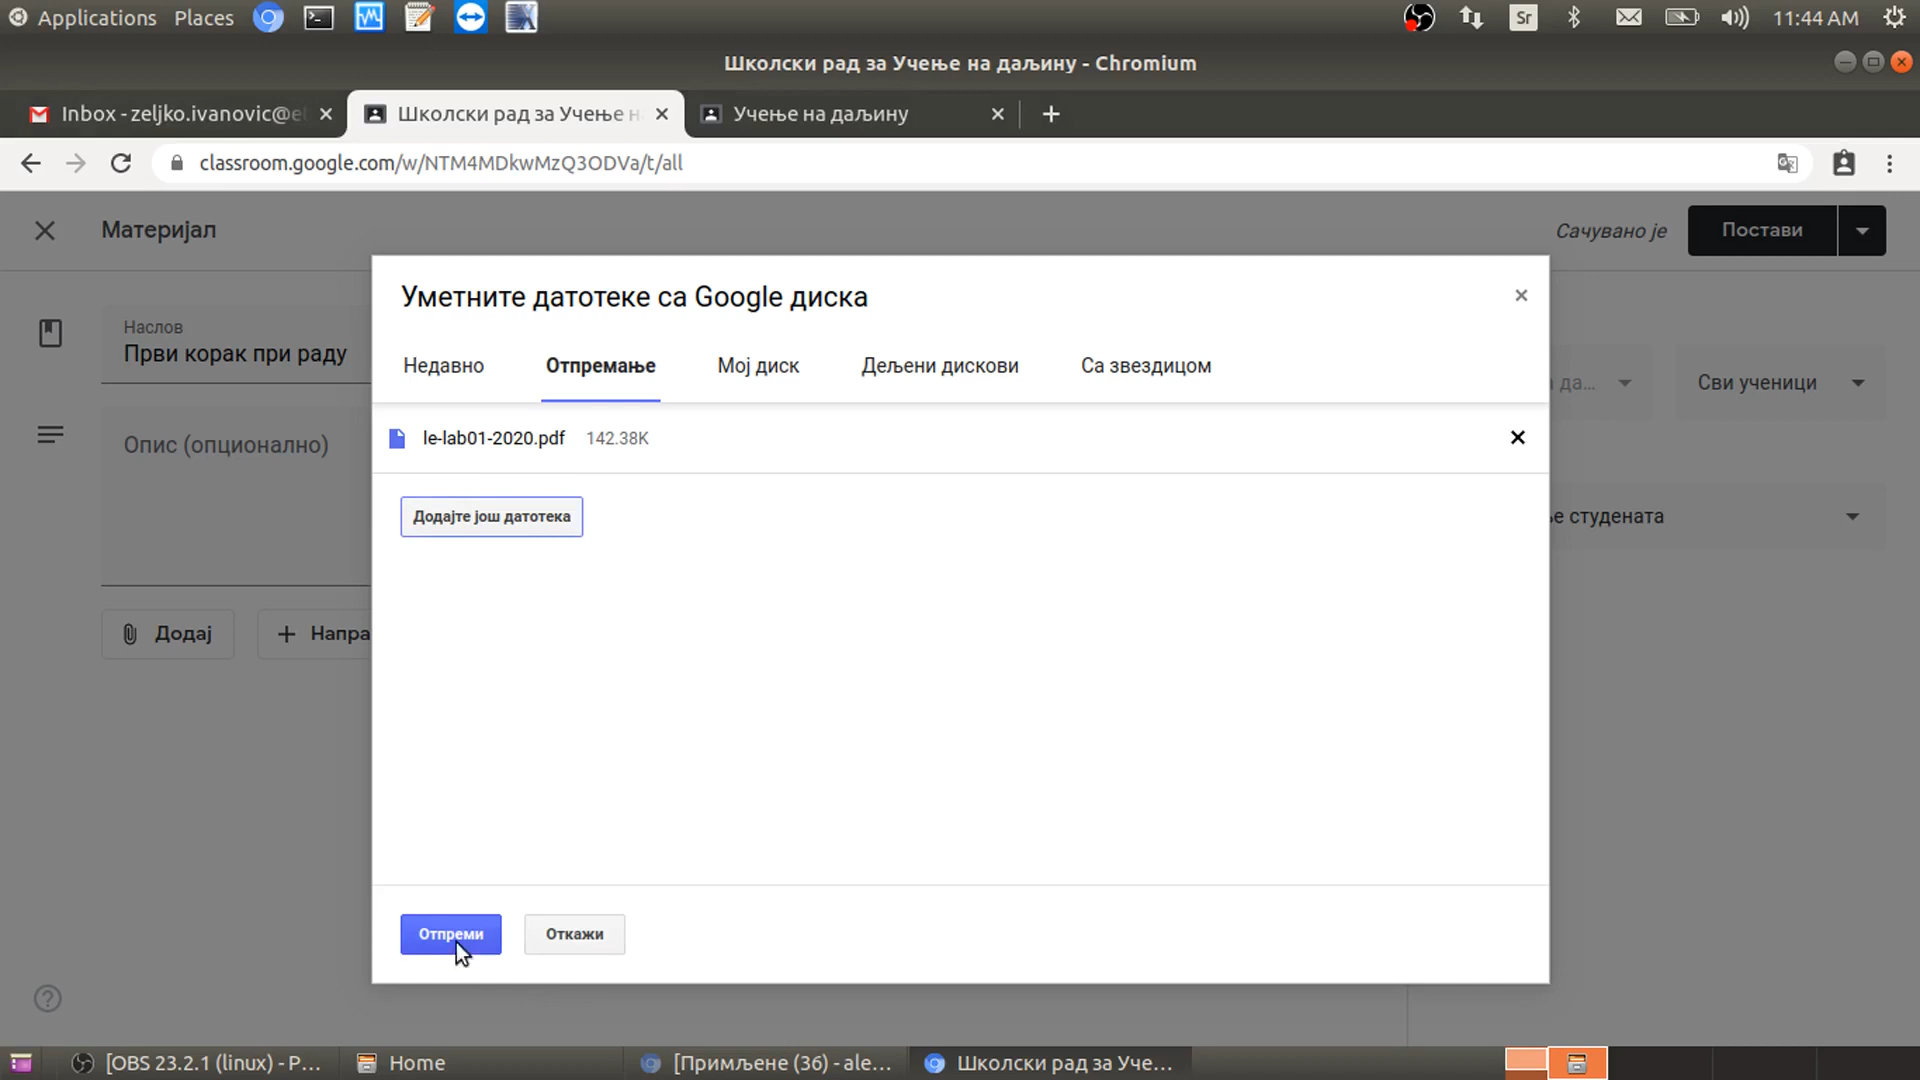 Applications Places Sr 11:44 AM
Школски рад за Учење на даљину - Chromium
Inbox - zeljko.ivanovic@e
Школски рад за Учење н
Учење на даљину
classroom.google.com/w/NTM4MDkwMzQ3ODVa/t/all
Материјал
Сачувано је
Постави
Уметните датотеке са Google диска
Наслов
Први корак при раду
Недавно
Отпремање
Мој диск
Дељени дискови
Са звездицом
да...
Сви ученици
Опис (опционално)
le-lab01-2020.pdf 142.38K
Додајте још датотека
е студената
Додај
Напра
Отпреми
Откажи
[OBS 23.2.1 (linux) - P...
Home
[Примљене (36) - ale...
Школски рад за Уче...